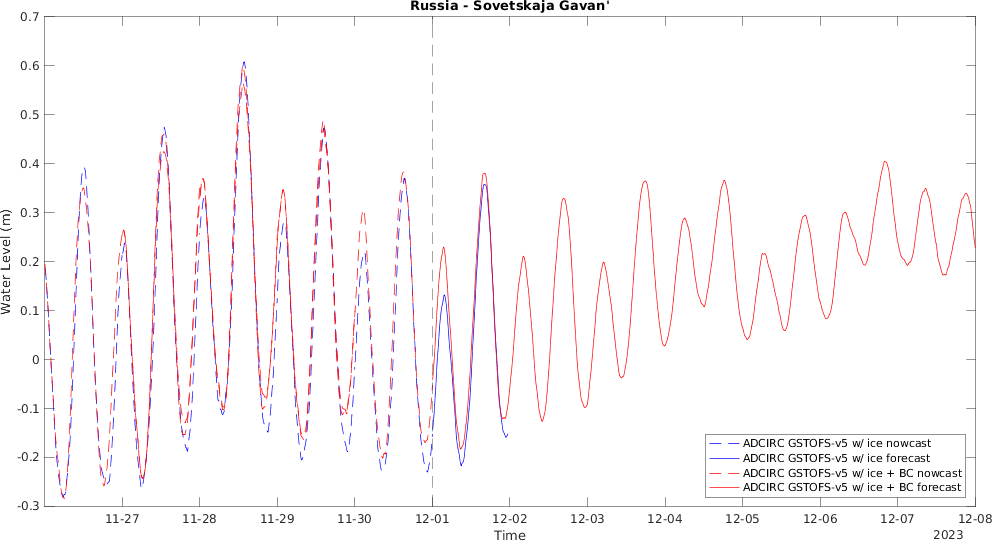 Russia - Sovetskaja Gavan'
Water Level (m)
0.7
0.6
0.5
0.4
0.3
0.2
0.1
0
-0.1
-0.2
-0.3
ADCIRC GSTOFS-v5 w/ ice nowcast
ADCIRC GSTOFS-v5 w/ ice forecast
ADCIRC GSTOFS-v5 w/ ice + BC nowcast
ADCIRC GSTOFS-v5 w/ ice + BC forecast
11-27 11-28 11-29 11-30 12-01 12-02 12-03 12-04 12-05 12-06 12-07 12-08
Time
2023